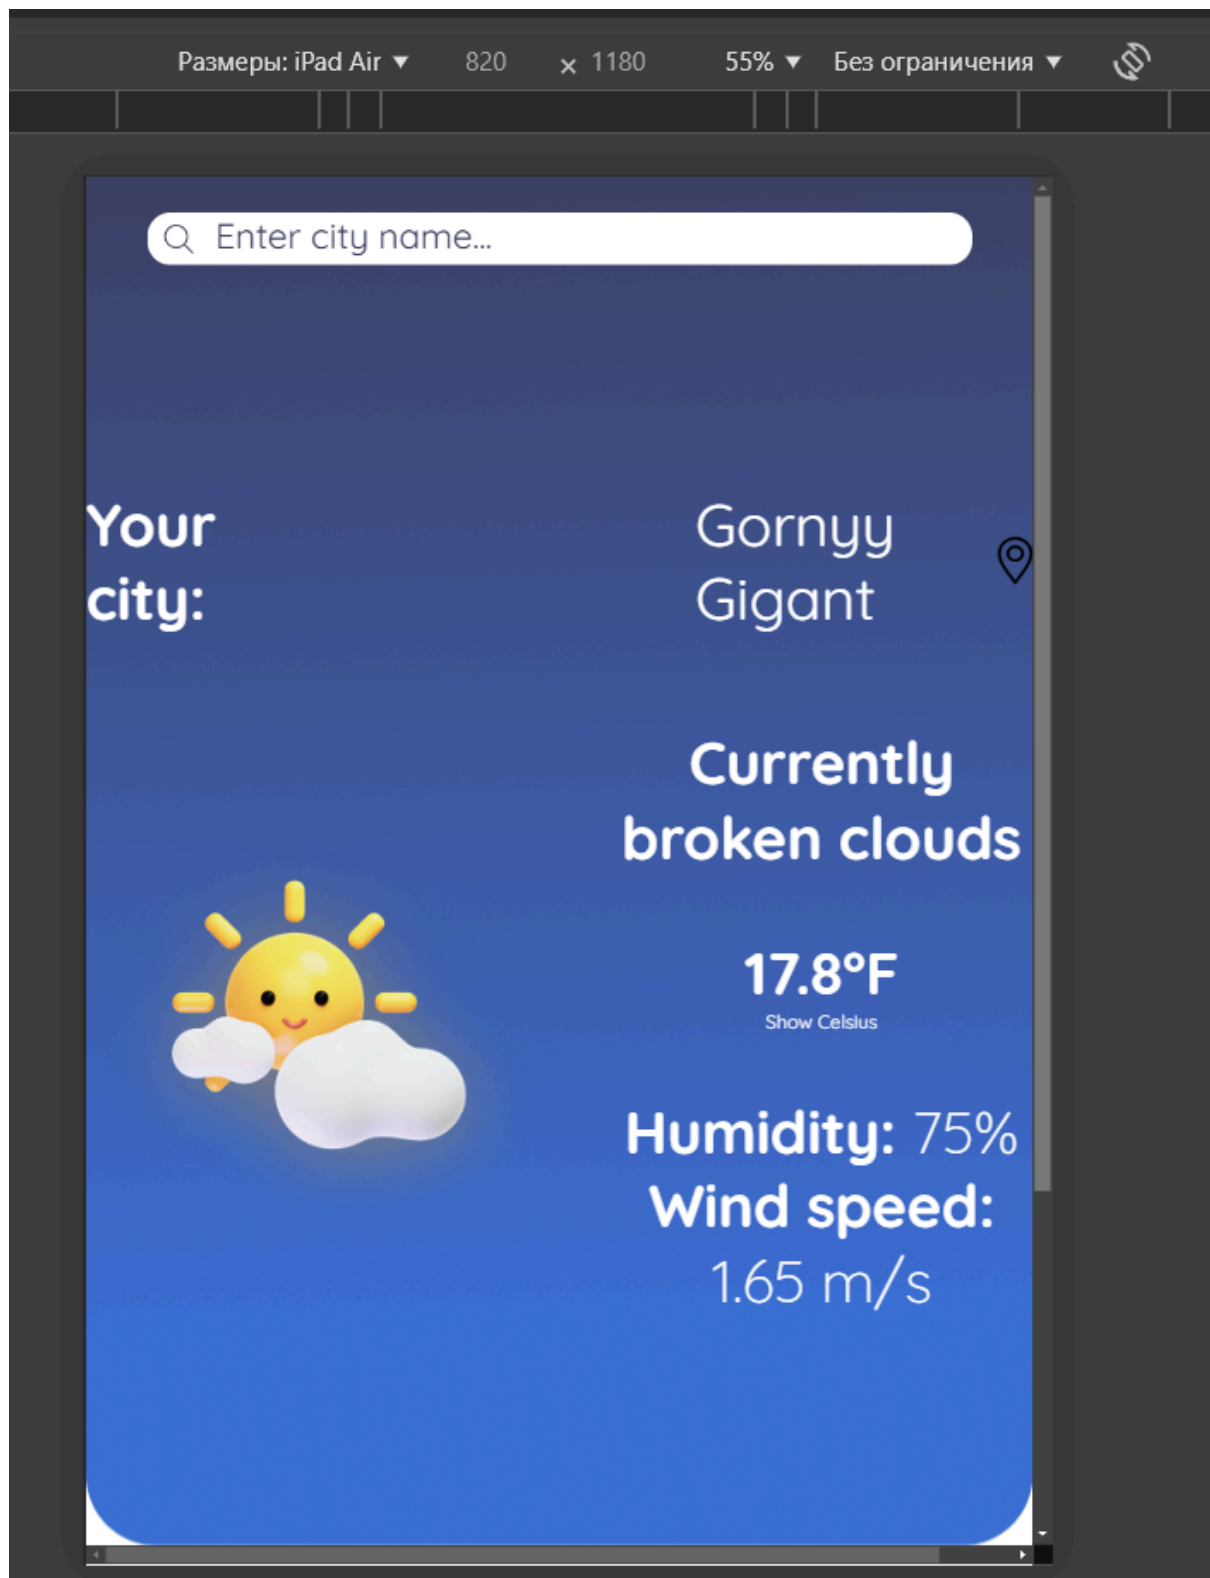 Размеры: iPad Air ▼ 820 × 1180 55% ▼ Без ограничения ▼
Enter city name...
Your
city:
Gornyy
Gigant
Currently
broken clouds
17.8°F
Show Celsius
Humidity: 75%
Wind speed:
1.65 m/s